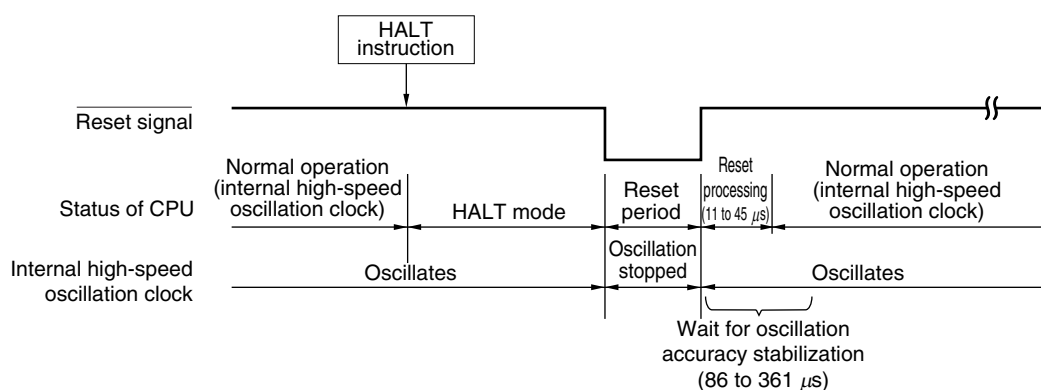 HALT
instruction
Reset signal
Status of CPU
Normal operation
(internal high-speed
oscillation clock)
HALT mode
Reset
period
Reset
processing
(11 to 45 μs)
Normal operation
(internal high-speed
oscillation clock)
Internal high-speed
oscillation clock
Oscillates
Oscillation
stopped
Oscillates
Wait for oscillation
accuracy stabilization
(86 to 361 μs)